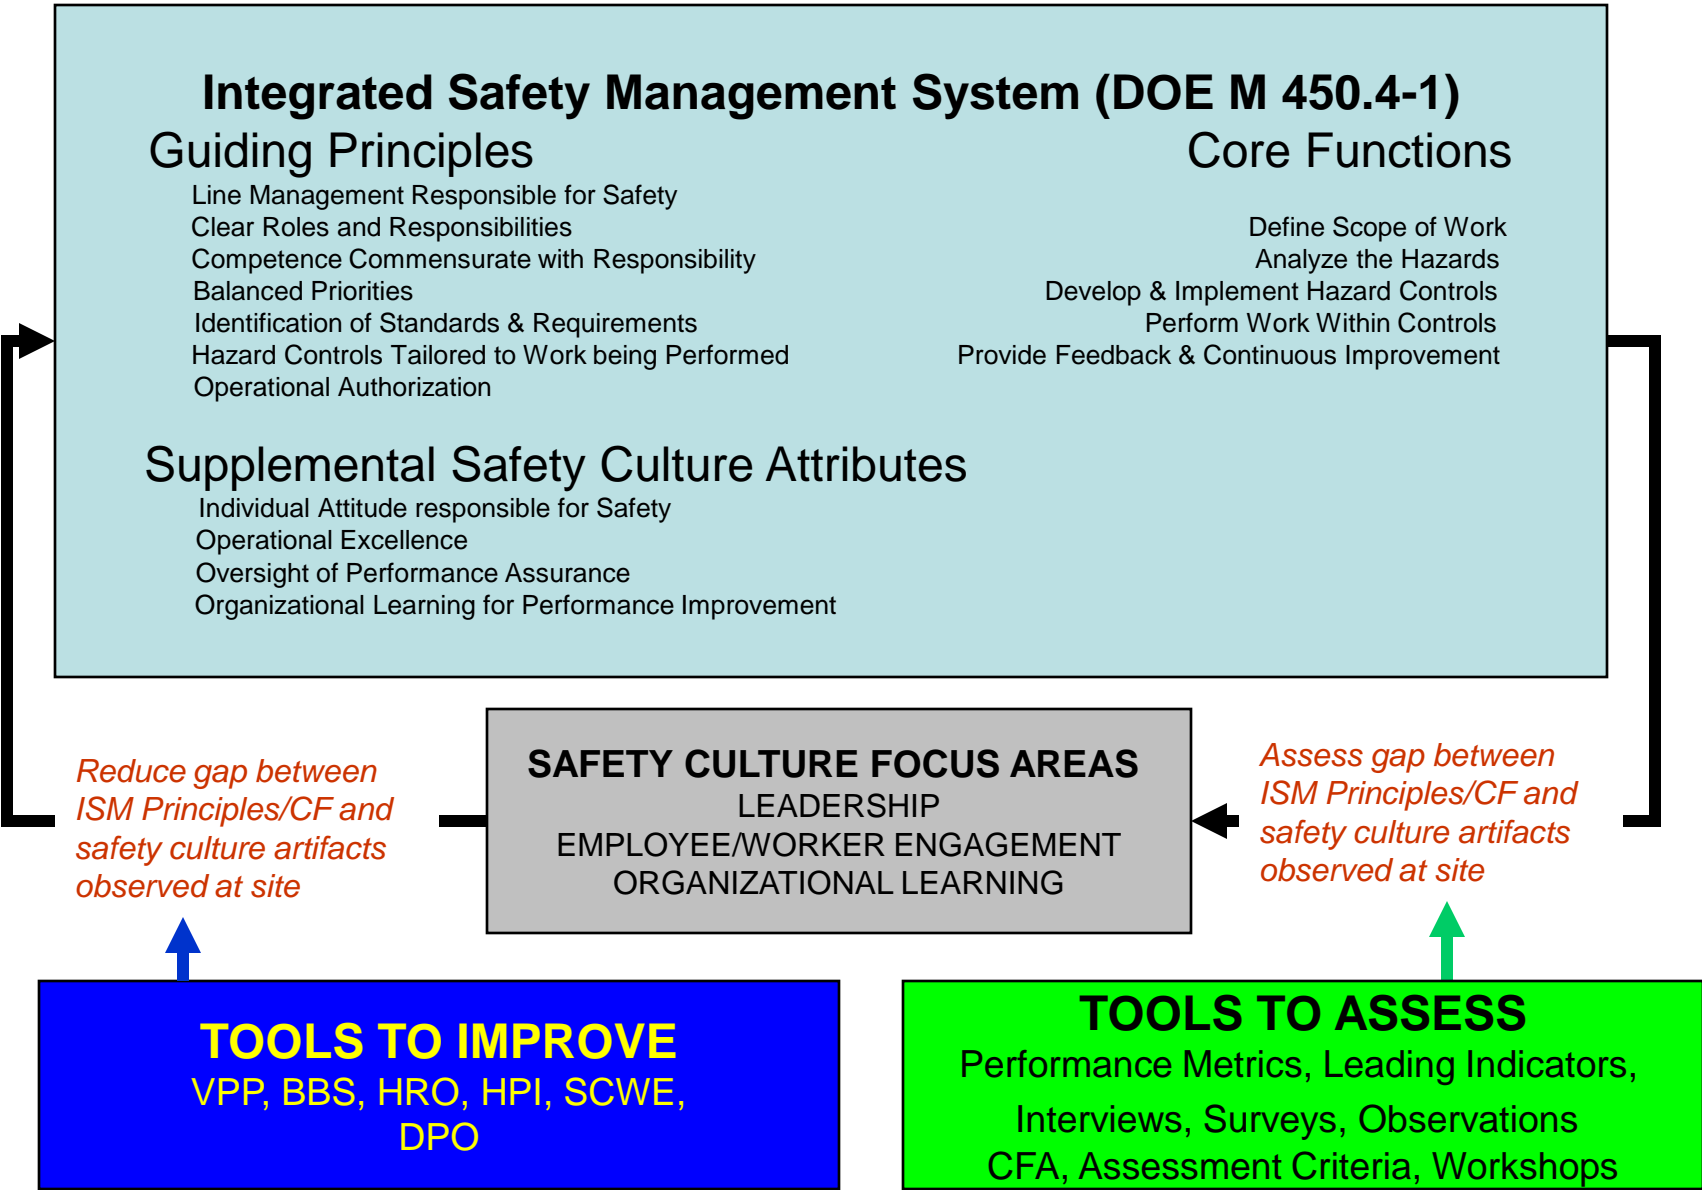 Integrated Safety Management System (DOE M 450.4-1)
Guiding Principles
Line Management Responsible for Safety
Clear Roles and Responsibilities
Competence Commensurate with Responsibility
Balanced Priorities
Identification of Standards & Requirements
Hazard Controls Tailored to Work being Performed
Operational Authorization
Core Functions
Define Scope of Work
Analyze the Hazards
Develop & Implement Hazard Controls
Perform Work Within Controls
Provide Feedback & Continuous Improvement
Supplemental Safety Culture Attributes
Individual Attitude responsible for Safety
Operational Excellence
Oversight of Performance Assurance
Organizational Learning for Performance Improvement
Reduce gap between
ISM Principles/CF and
safety culture artifacts
observed at site
SAFETY CULTURE FOCUS AREAS
LEADERSHIP
EMPLOYEE/WORKER ENGAGEMENT
ORGANIZATIONAL LEARNING
Assess gap between
ISM Principles/CF and
safety culture artifacts
observed at site
TOOLS TO IMPROVE
VPP, BBS, HRO, HPI, SCWE,
DPO
TOOLS TO ASSESS
Performance Metrics, Leading Indicators,
Interviews, Surveys, Observations
CFA, Assessment Criteria, Workshops